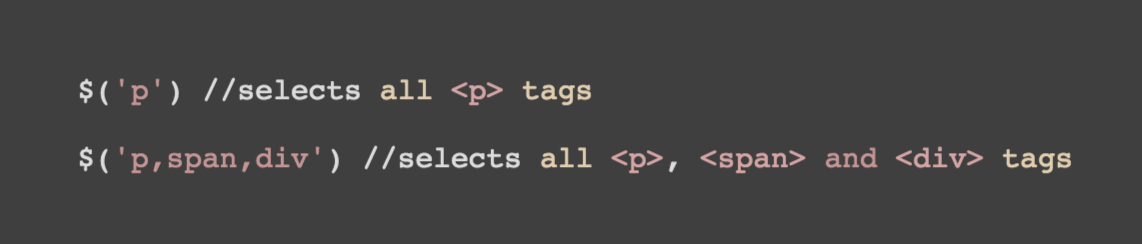 $('p') //selects all <p> tags
$('p,span,div') //selects all <p>, <span> and <div> tags